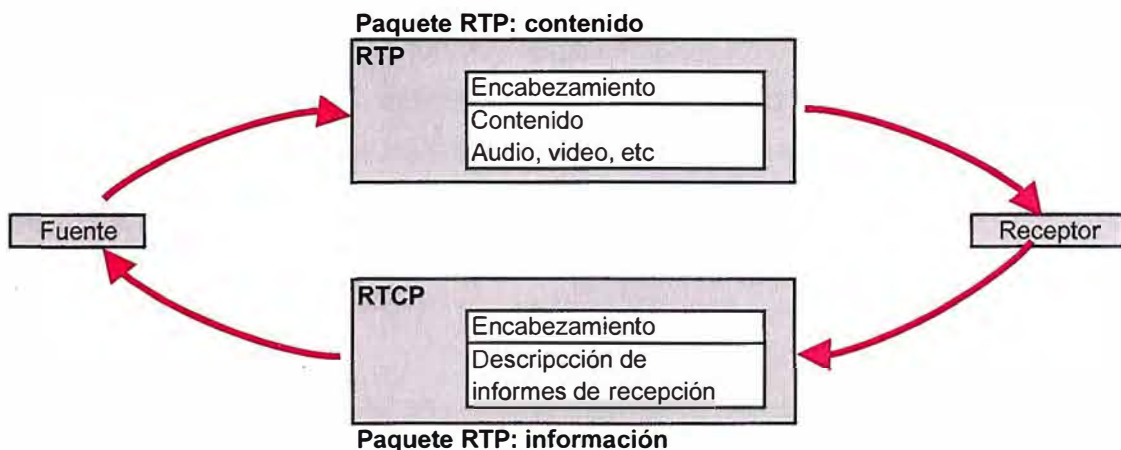 Paquete RTP: contenido
RTP
Encabezamiento
Contenido
Audio, video, etc
Fuente
Receptor
RTCP
Encabezamiento
Descripcción de
informes de recepción
Paquete RTP: información